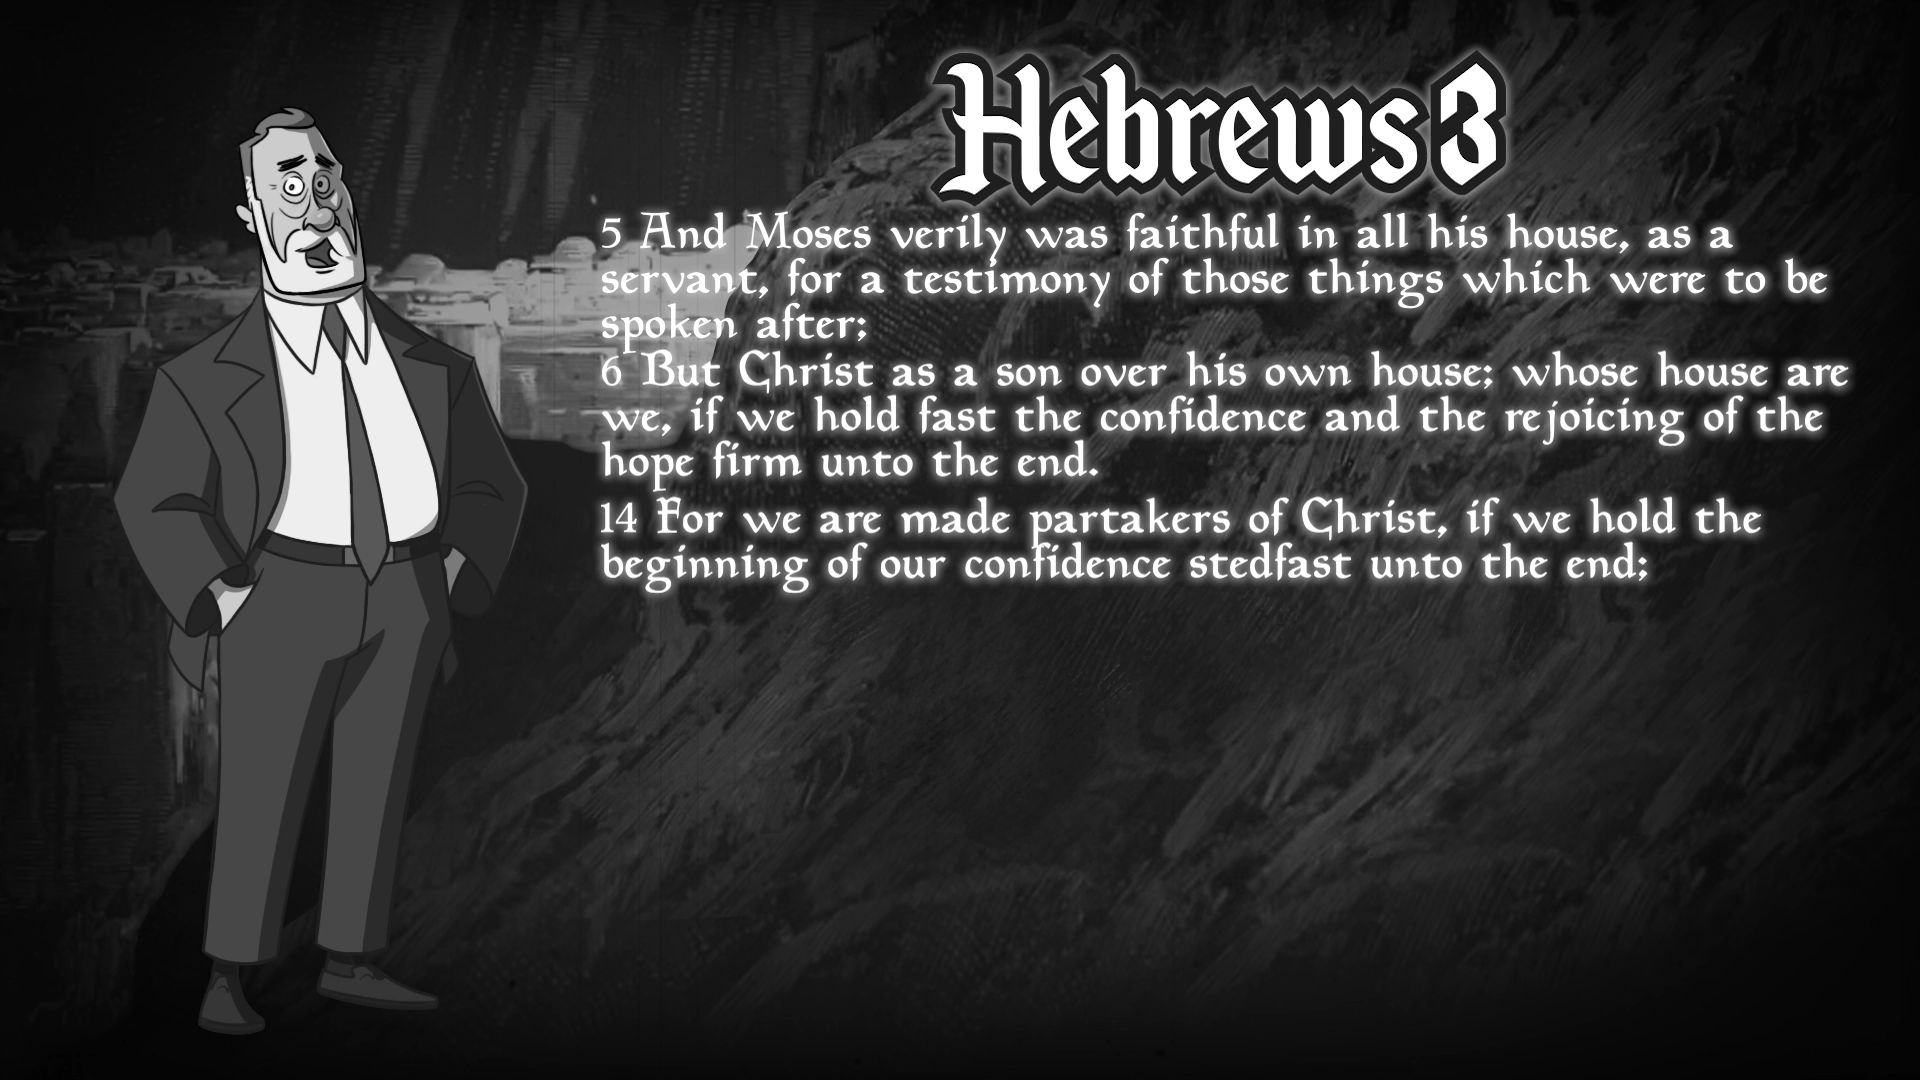 Hebrews 3
5 And Moses verily was faithful in all his house, as a
servant, for a testimony of those things which were to be
spoken after;
6 But Christ as a son over his own house; whose house are
we, if we hold fast the confidence and the rejoicing of the
hope firm unto the end.
14 For we are made partakers of Christ, if we hold the
beginning of our confidence stedfast unto the end;